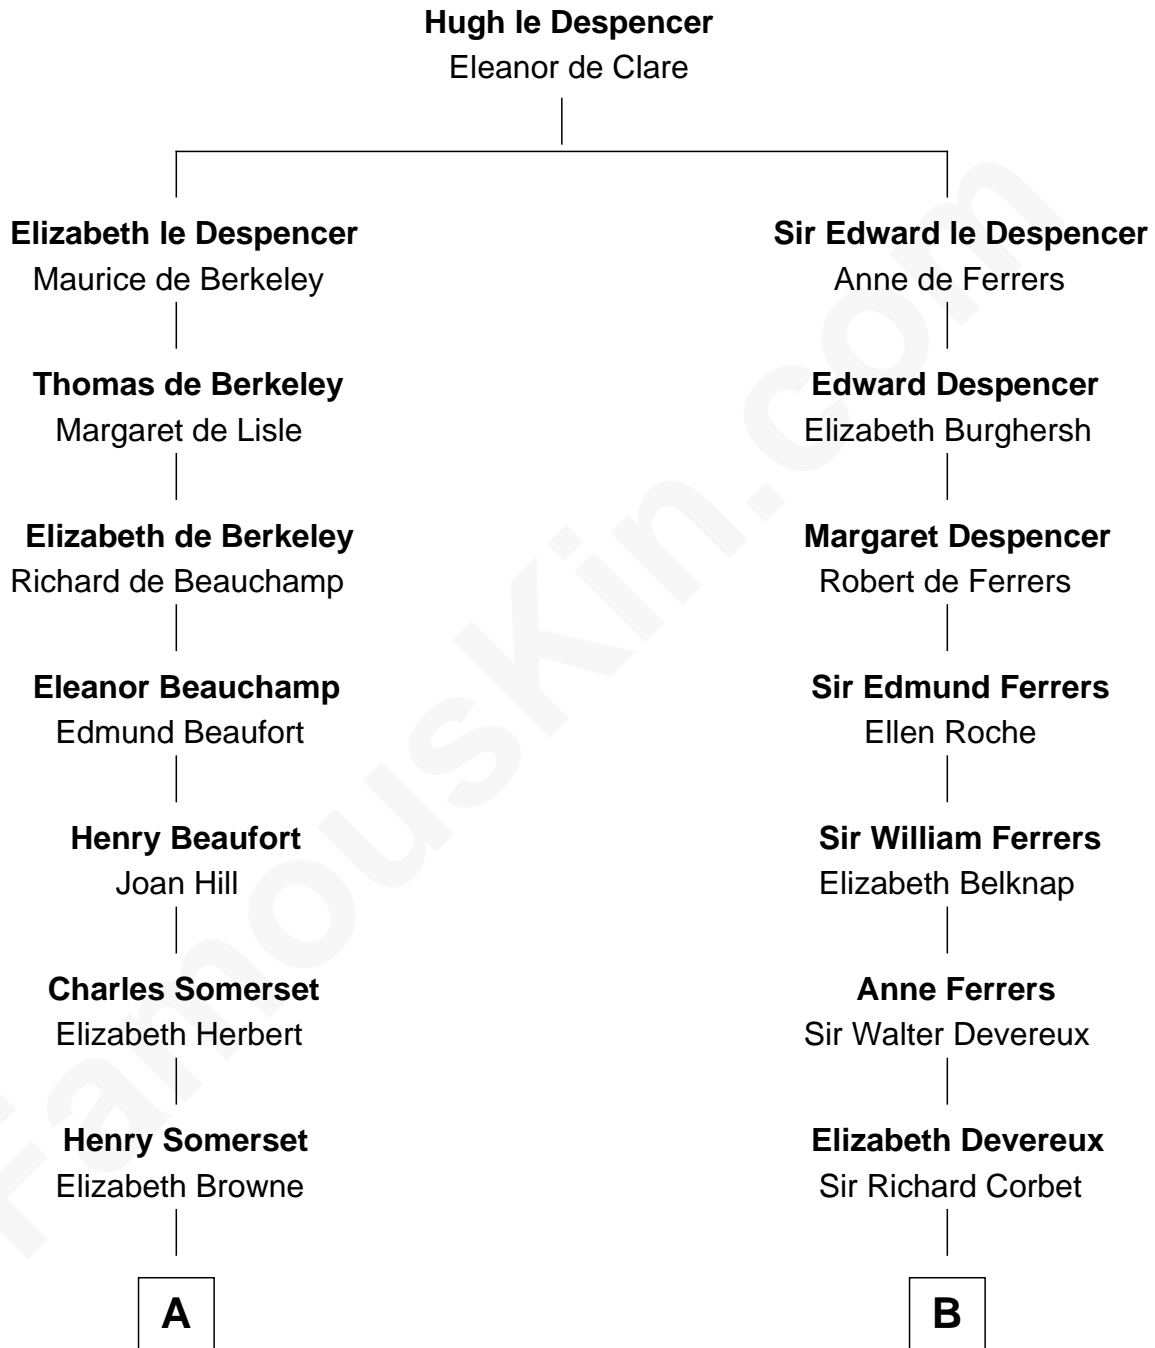 Hugh le Despencer
Eleanor de Clare
Elizabeth le Despencer
Maurice de Berkeley
Thomas de Berkeley
Margaret de Lisle
Elizabeth de Berkeley
Richard de Beauchamp
Eleanor Beauchamp
Edmund Beaufort
Henry Beaufort
Joan Hill
Charles Somerset
Elizabeth Herbert
Henry Somerset
Elizabeth Browne
A
Sir Edward le Despencer
Anne de Ferrers
Edward Despencer
Elizabeth Burghersh
Margaret Despencer
Robert de Ferrers
Sir Edmund Ferrers
Ellen Roche
Sir William Ferrers
Elizabeth Belknap
Anne Ferrers
Sir Walter Devereux
Elizabeth Devereux
Sir Richard Corbet
B
FamousKin.com